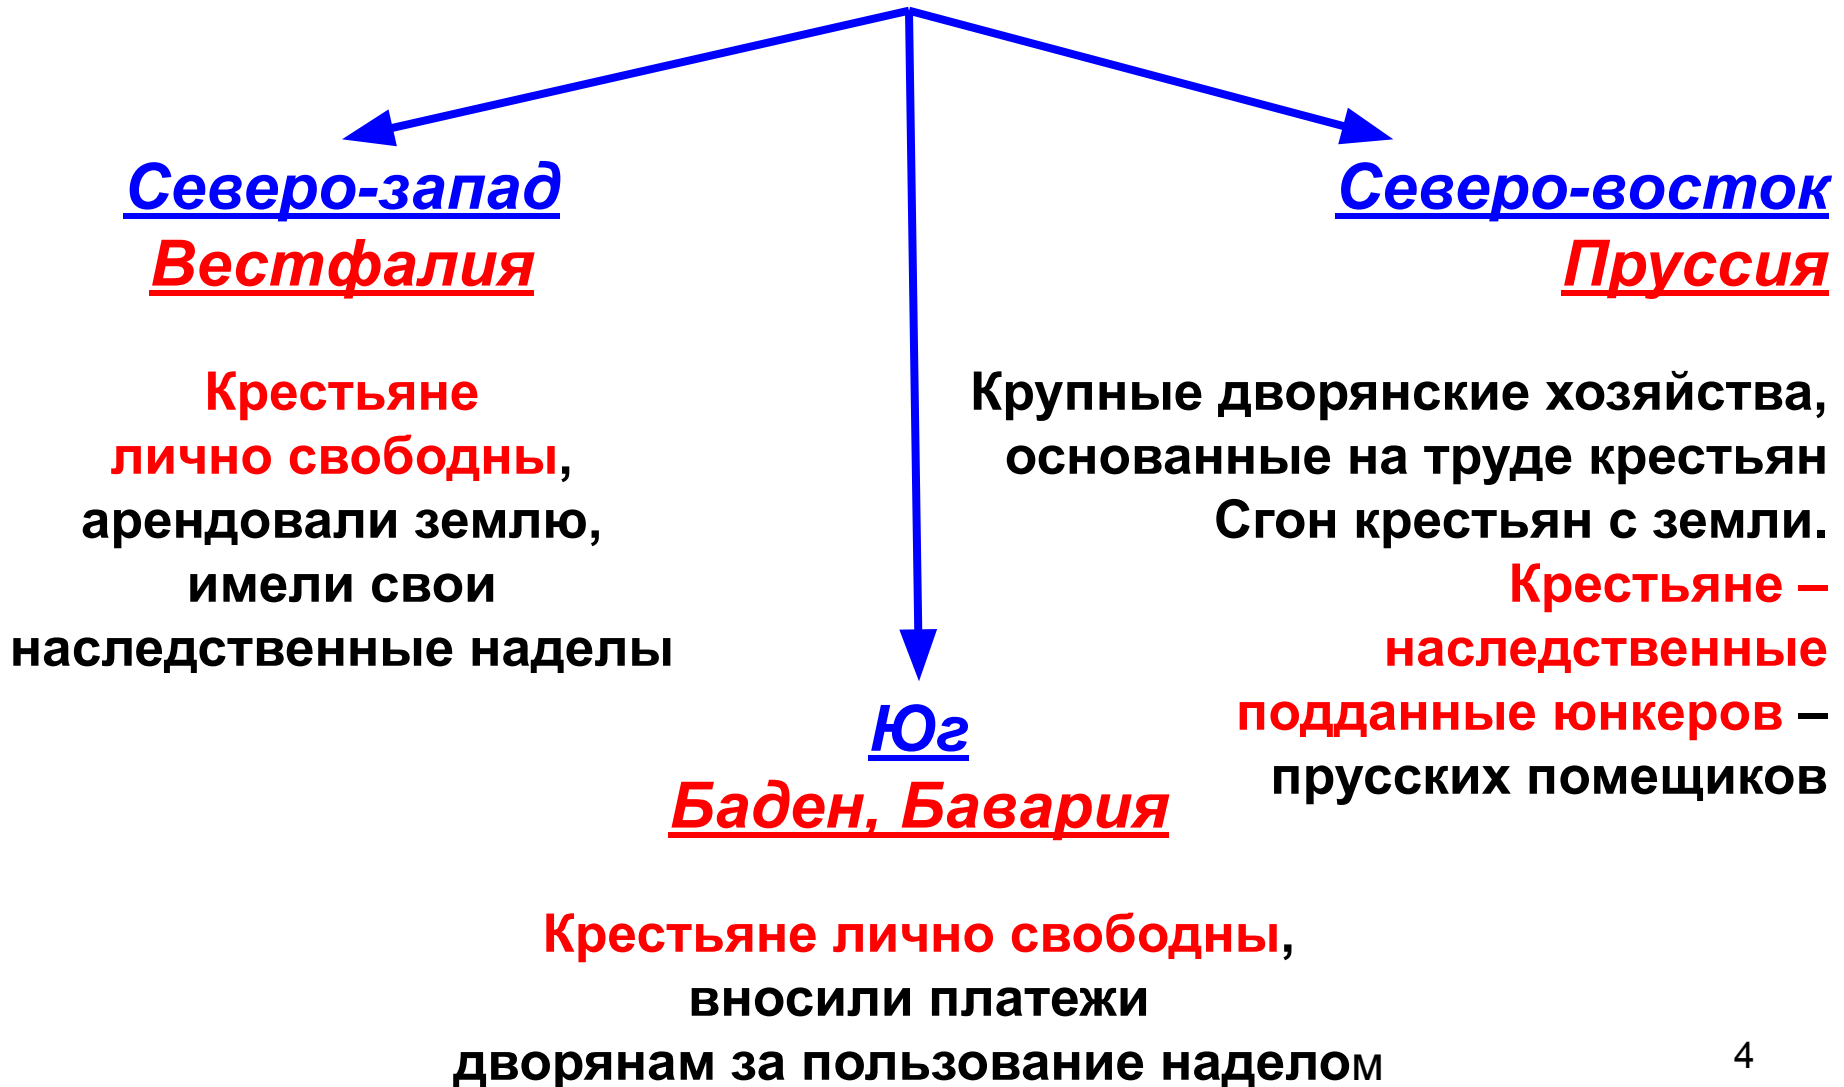 Северо-запад
Вестфалия
Крестьяне
лично свободны,
арендовали землю,
имели свои
наследственные наделы
Северо-восток
Пруссия
Крупные дворянские хозяйства,
основанные на труде крестьян
Сгон крестьян с земли.
Крестьяне –
наследственные
подданные юнкеров –
прусских помещиков
Юг
Баден, Бавария
Крестьяне лично свободны,
вносили платежи
дворянам за пользование наделом
4